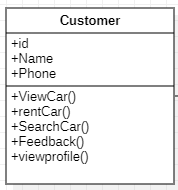 Customer
+id
+Name
+Phone
+ViewCar()
+rentCar()
+SearchCar()
+Feedback()
+viewprofile()